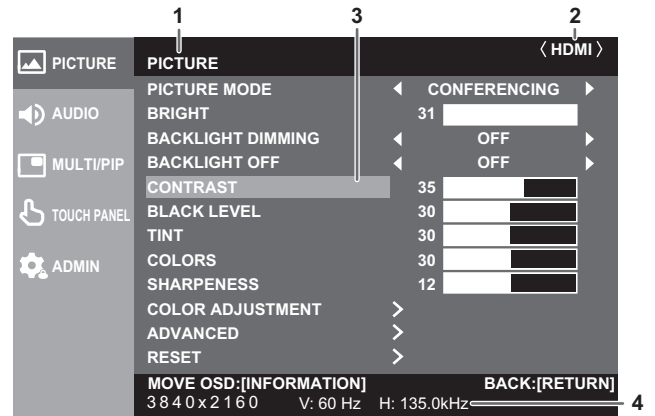 1 3 2
PICTURE
PICTURE 〈 HDMI 〉
PICTURE MODE CONFERENCING
BRIGHT 31
AUDIO
BACKLIGHT DIMMING OFF
BACKLIGHT OFF OFF
MULTI/PIP
CONTRAST 35
BLACK LEVEL 30
TOUCH PANEL
TINT 30
COLORS 30
ADMIN
SHARPENESS 12
COLOR ADJUSTMENT
ADVANCED
RESET
MOVE OSD:[INFORMATION] BACK:[RETURN]
3840x2160 V: 60 Hz H: 135.0kHz 4